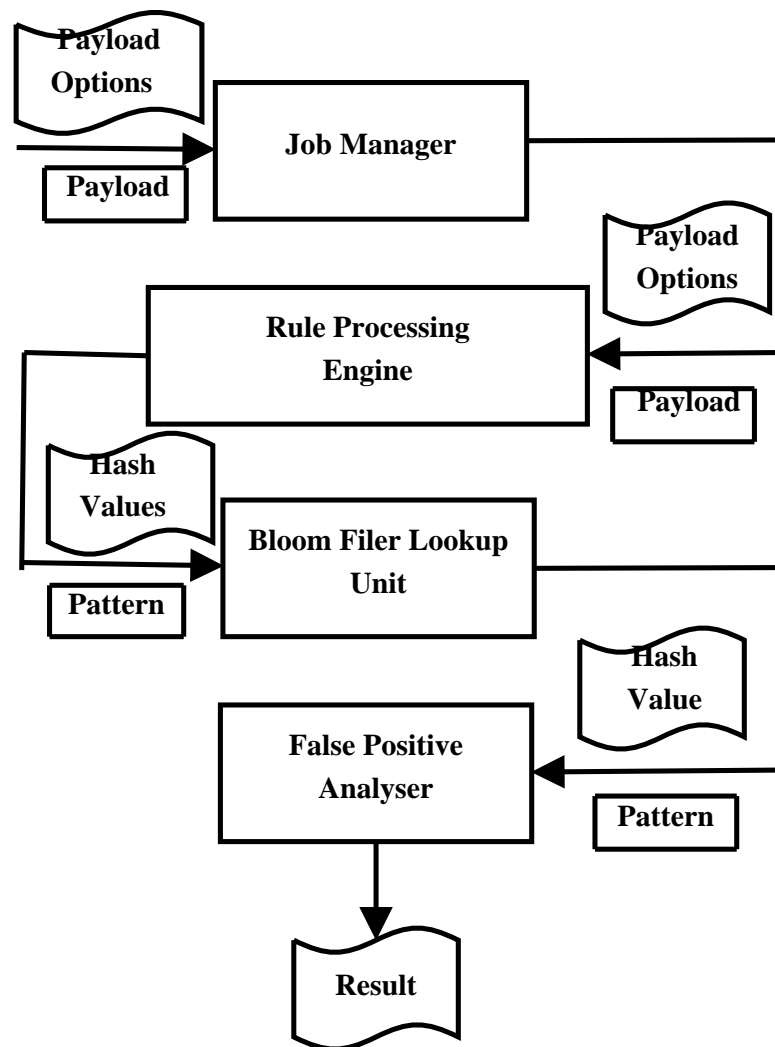 Payload
Options
Job Manager
Payload
Payload
Options
Rule Processing
Engine
Payload
Hash
Values
Bloom Filer Lookup
Unit
Pattern
Hash
Value
False Positive
Analyser
Pattern
Result